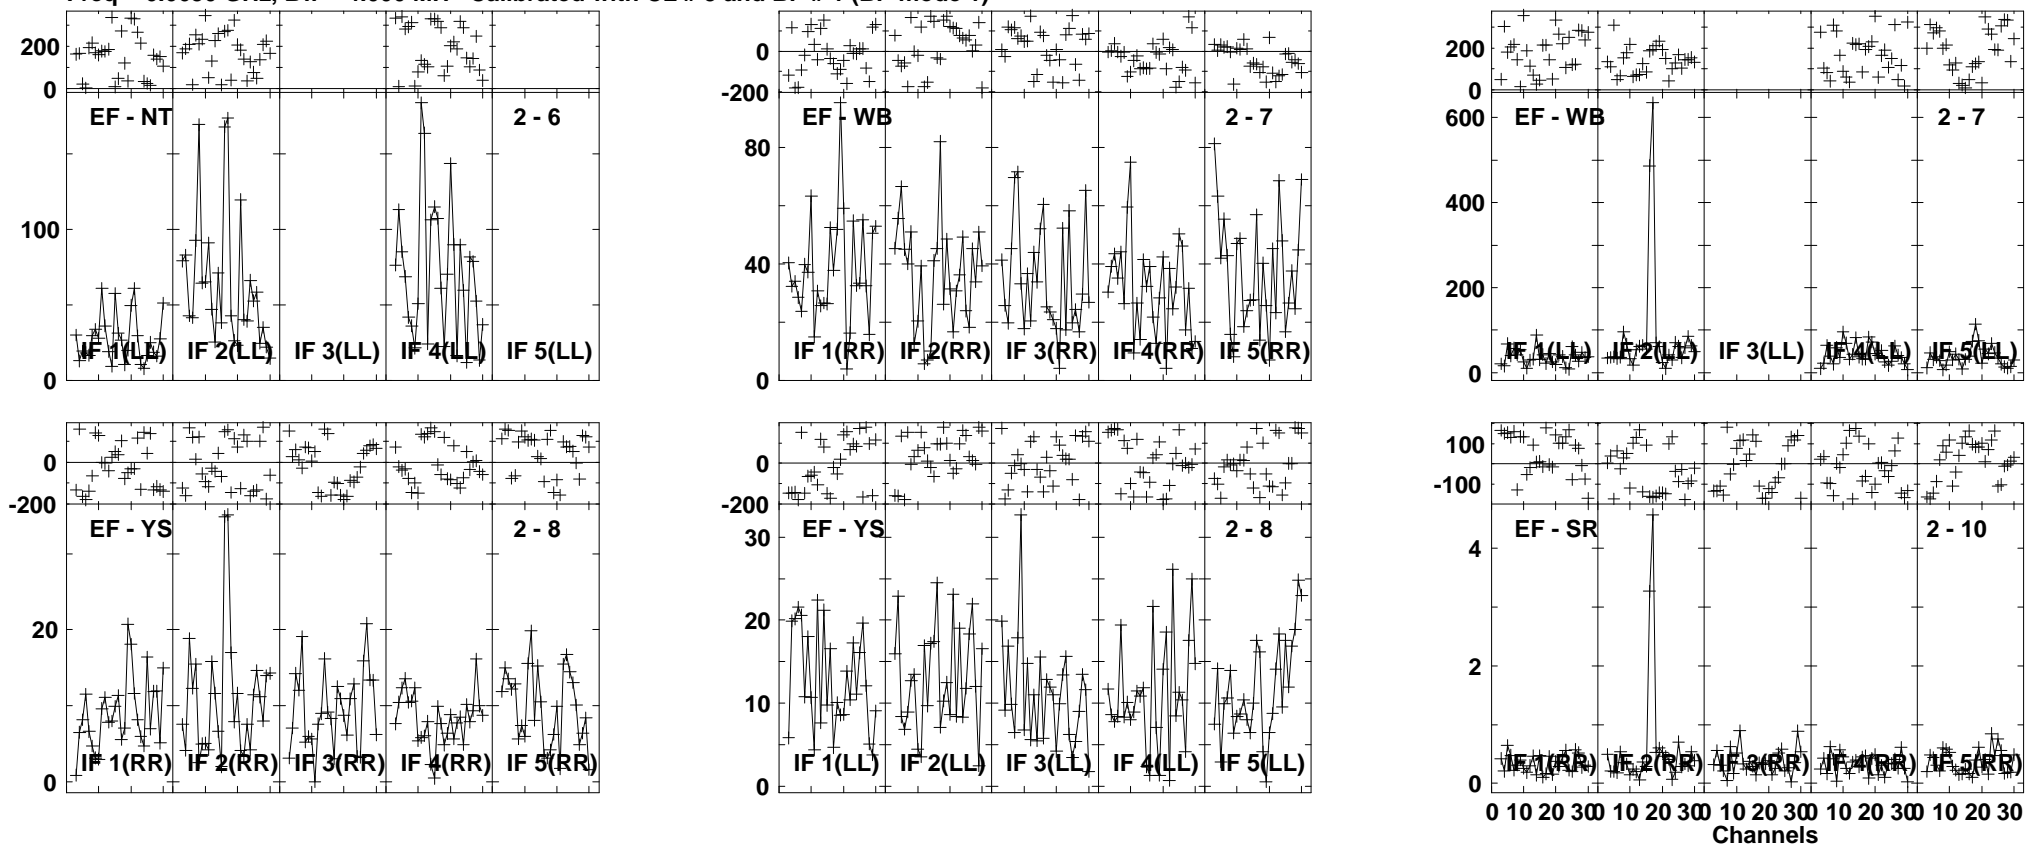 200
0
EF - NT
2 - 6
100
0
IF 1(LL) IF 2(LL) IF 3(LL) IF 4(LL) IF 5(LL)
0
-200
EF - WB
2 - 7
80
40
0
IF 1(RR) IF 2(RR) IF 3(RR) IF 4(RR) IF 5(RR)
200
0
EF - WB
2 - 7
600
400
200
0
IF 1(LL) IF 2(LL) IF 3(LL) IF 4(LL) IF 5(LL)
0
-200
EF - YS
2 - 8
20
0
IF 1(RR) IF 2(RR) IF 3(RR) IF 4(RR) IF 5(RR)
0
-200
EF - YS
2 - 8
30
20
10
0
IF 1(LL) IF 2(LL) IF 3(LL) IF 4(LL) IF 5(LL)
100
-100
EF - SR
2 - 10
4
2
0
IF 1(RR) IF 2(RR) IF 3(RR) IF 4(RR) IF 5(RR)
0 10 20 30 0 10 20 30 0 10 20 30 0 10 20 30 0 10 20 30
Channels